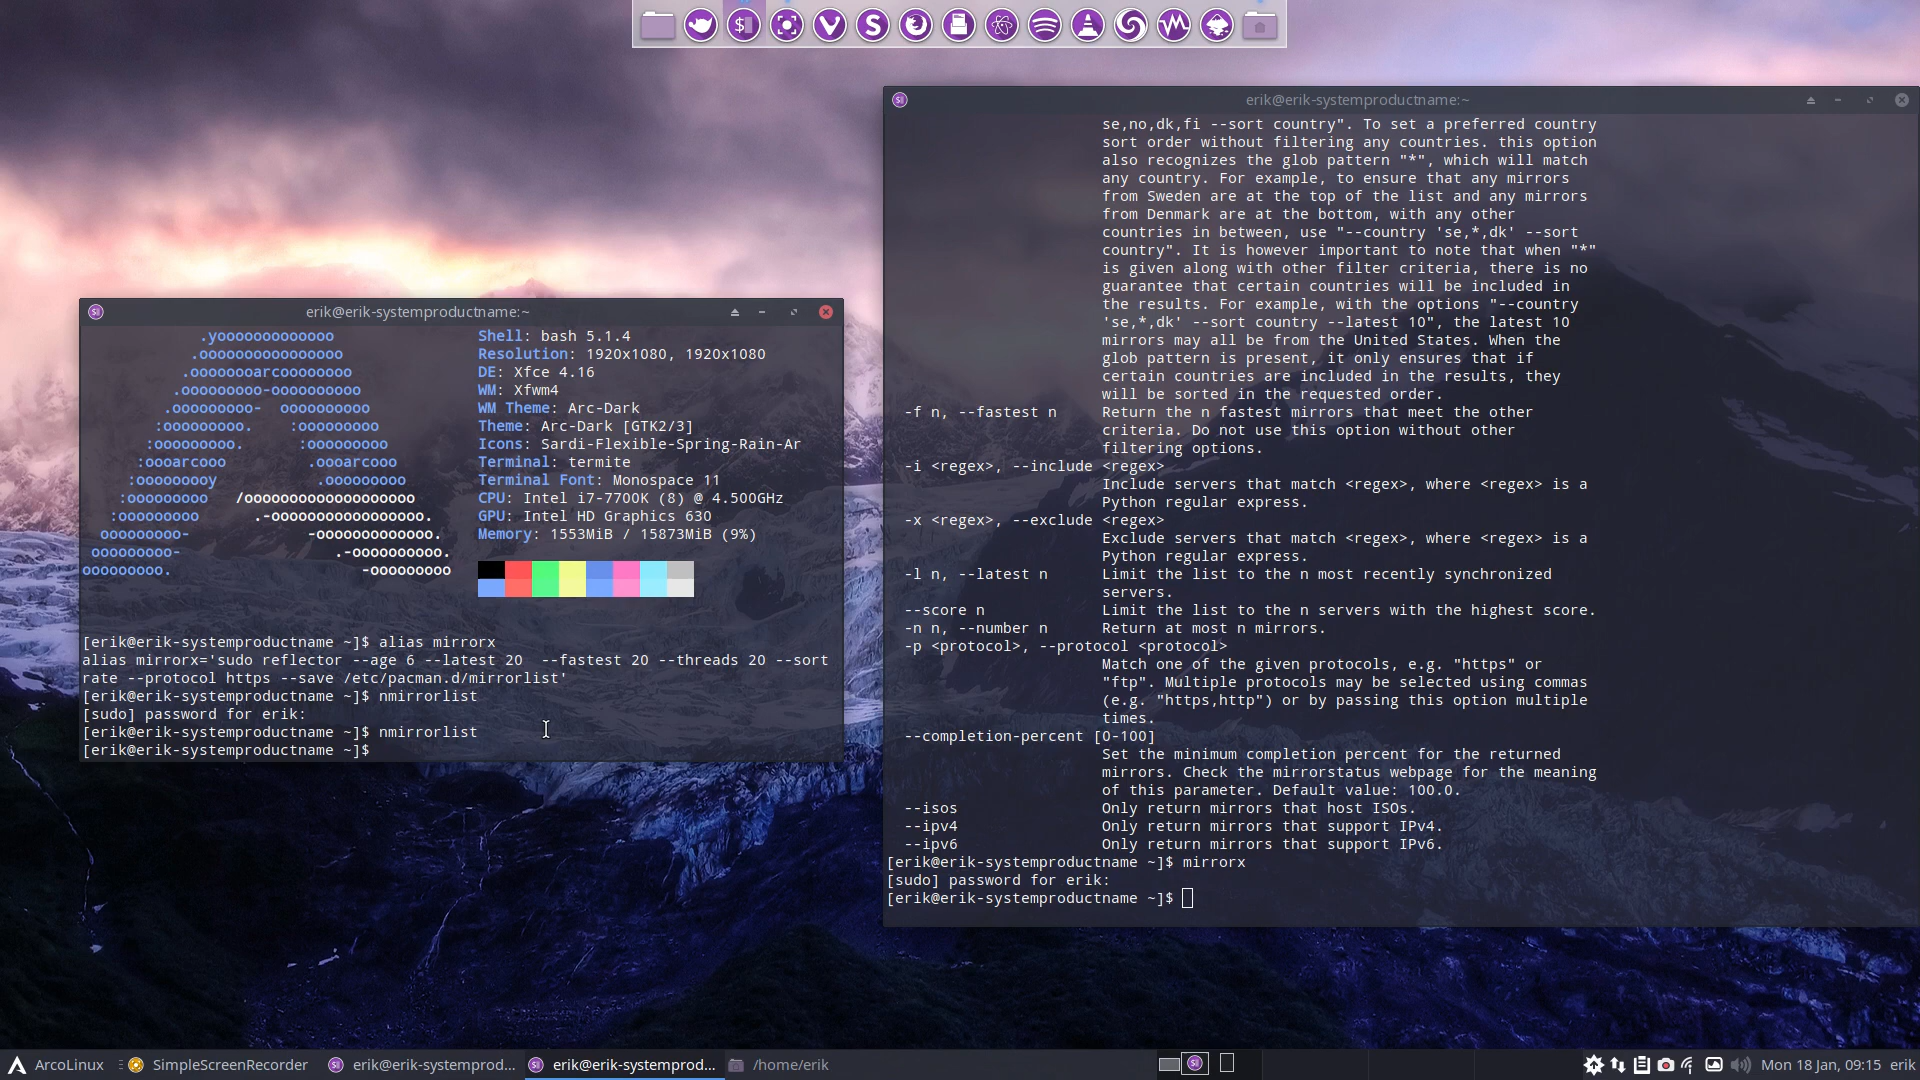 erik@erik-systemproductname:~
se,no,dk,fi --sort country". To set a preferred country
sort order without filtering any countries. this option
also recognizes the glob pattern "*", which will match
any country. For example, to ensure that any mirrors
from Sweden are at the top of the list and any mirrors
from Denmark are at the bottom, with any other
countries in between, use "--country 'se,*,dk' --sort
country". It is however important to note that when "*"
is given along with other filter criteria, there is no
guarantee that certain countries will be included in
the results. For example, with the options "--country
'se,*,dk' --sort country --latest 10", the latest 10
mirrors may all be from the United States. When the
glob pattern is present, it only ensures that if
certain countries are included in the results, they
will be sorted in the requested order.
-f n, --fastest n Return the n fastest mirrors that meet the other
criteria. Do not use this option without other
filtering options.
-i <regex>, --include <regex>
Include servers that match <regex>, where <regex> is a
Python regular express.
-x <regex>, --exclude <regex>
Exclude servers that match <regex>, where <regex> is a
Python regular express.
-l n, --latest n Limit the list to the n most recently synchronized
servers.
--score n Limit the list to the n servers with the highest score.
-n n, --number n Return at most n mirrors.
-p <protocol>, --protocol <protocol>
Match one of the given protocols, e.g. "https" or
"ftp". Multiple protocols may be selected using commas
(e.g. "https,http") or by passing this option multiple
times.
--completion-percent [0-100]
Set the minimum completion percent for the returned
mirrors. Check the mirrorstatus webpage for the meaning
of this parameter. Default value: 100.0.
--isos Only return mirrors that host ISOs.
--ipv4 Only return mirrors that support IPv4.
--ipv6 Only return mirrors that support IPv6.
[erik@erik-systemproductname ~]$ mirrorx
[sudo] password for erik:
[erik@erik-systemproductname ~]$
erik@erik-systemproductname:~
.yooooooooooooo Shell: bash 5.1.4
.oooooooooooooooo Resolution: 1920x1080, 1920x1080
.ooooooooarcoooooooo DE: Xfce 4.16
.ooooooooo-oooooooooo WM: Xfwm4
.ooooooooo- oooooooooo WM Theme: Arc-Dark
:ooooooooo. :ooooooooo Theme: Arc-Dark [GTK2/3]
:ooooooooo. :ooooooooo Icons: Sardi-Flexible-Spring-Rain-Ar
:oooarcooo .oooarcooo Terminal: termite
:ooooooooy .ooooooooo Terminal Font: Monospace 11
:ooooooooo /ooooooooooooooooooo CPU: Intel i7-7700K (8) @ 4.500GHz
:ooooooooo .-ooooooooooooooooo. GPU: Intel HD Graphics 630
ooooooooo- -ooooooooooooo. Memory: 1553MiB / 15873MiB (9%)
ooooooooo- .-oooooooooo.
ooooooooo. -ooooooooo
[erik@erik-systemproductname ~]$ alias mirrorx
alias mirrorx='sudo reflector --age 6 --latest 20  --fastest 20 --threads 20 --sort
rate --protocol https --save /etc/pacman.d/mirrorlist'
[erik@erik-systemproductname ~]$ nmirrorlist
[sudo] password for erik:
[erik@erik-systemproductname ~]$ nmirrorlist
[erik@erik-systemproductname ~]$
ArcoLinux SimpleScreenRecorder erik@erik-systemprod... erik@erik-systemprod... /home/erik Mon 18 Jan, 09:15 erik